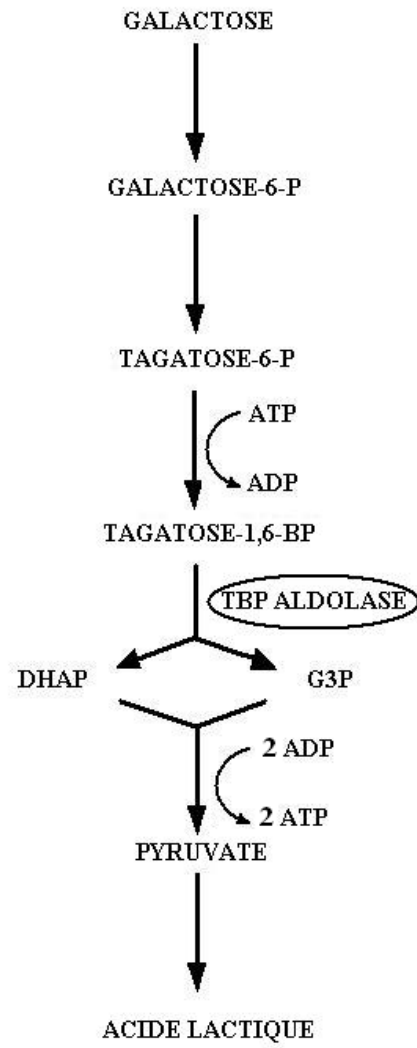 GALACTOSE
GALACTOSE-6-P
TAGATOSE-6-P
ATP
ADP
TAGATOSE-1,6-BP
TBP ALDOLASE
DHAP G3P
2 ADP
2 ATP
PYRUVATE
ACIDE LACTIQUE